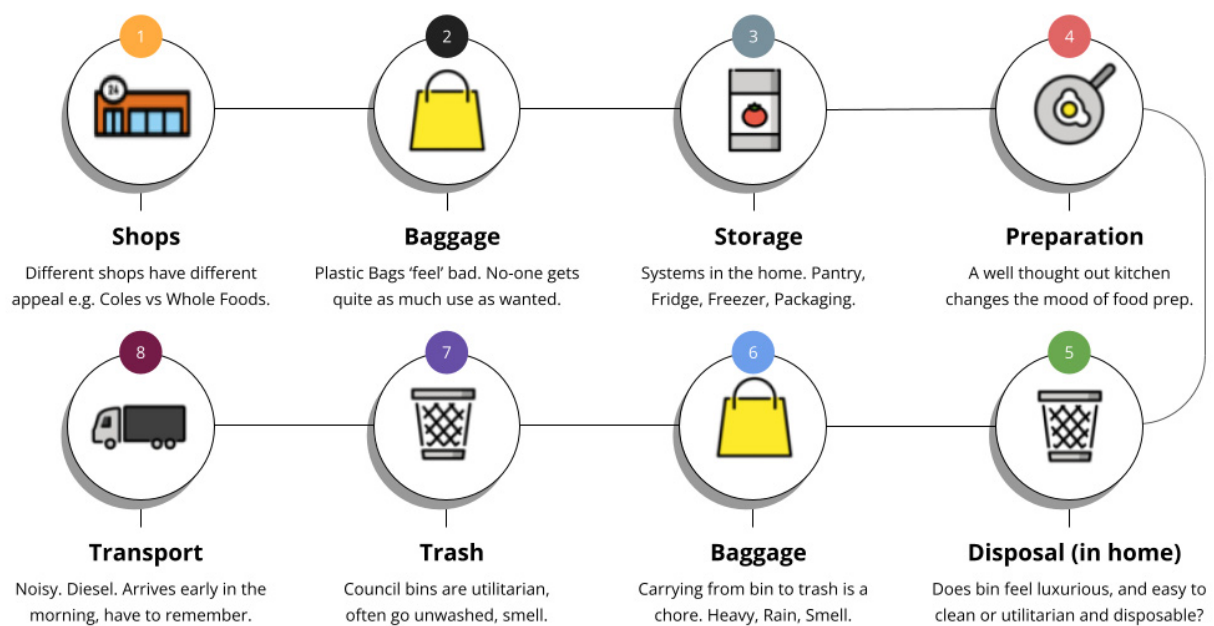 1
2
3
4
24
Shops
Baggage
Storage
Preparation
Different shops have different
appeal e.g. Coles vs Whole Foods.
Plastic Bags ‘feel’ bad. No-one gets
quite as much use as wanted.
Systems in the home. Pantry,
Fridge, Freezer, Packaging.
A well thought out kitchen
changes the mood of food prep.
8
7
6
5
Transport
Trash
Baggage
Disposal (in home)
Noisy. Diesel. Arrives early in the
morning, have to remember.
Council bins are utilitarian,
often go unwashed, smell.
Carrying from bin to trash is a
chore. Heavy, Rain, Smell.
Does bin feel luxurious, and easy to
clean or utilitarian and disposable?